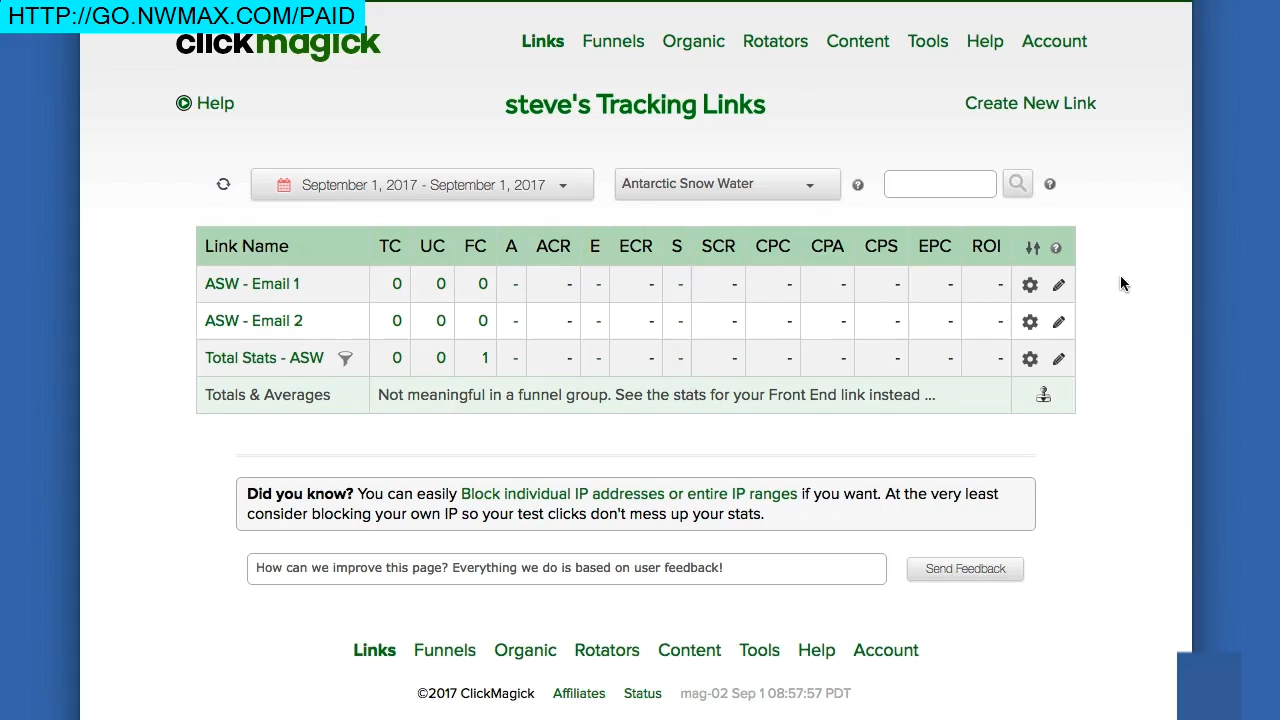 HTTP://GO.NWMAX.COM/PAID
clickmagick
Links Funnels Organic Rotators Content Tools Help Account
Help steve's Tracking Links Create New Link
September 1, 2017 - September 1, 2017 Antarctic Snow Water
Link Name TC UC FC A ACR E ECR S SCR CPC CPA CPS EPC ROI
ASW - Email 1 0 0 0 - - - - - - - - - - -
ASW - Email 2 0 0 0 - - - - - - - - - - -
Total Stats - ASW 0 0 1 - - - - - - - - - - -
Totals & Averages Not meaningful in a funnel group. See the stats for your Front End link instead ...
Did you know? You can easily Block individual IP addresses or entire IP ranges if you want. At the very least
consider blocking your own IP so your test clicks don't mess up your stats.
How can we improve this page? Everything we do is based on user feedback! Send Feedback
Links Funnels Organic Rotators Content Tools Help Account
©2017 ClickMagick Affiliates Status mag-02 Sep 1 08:57:57 PDT